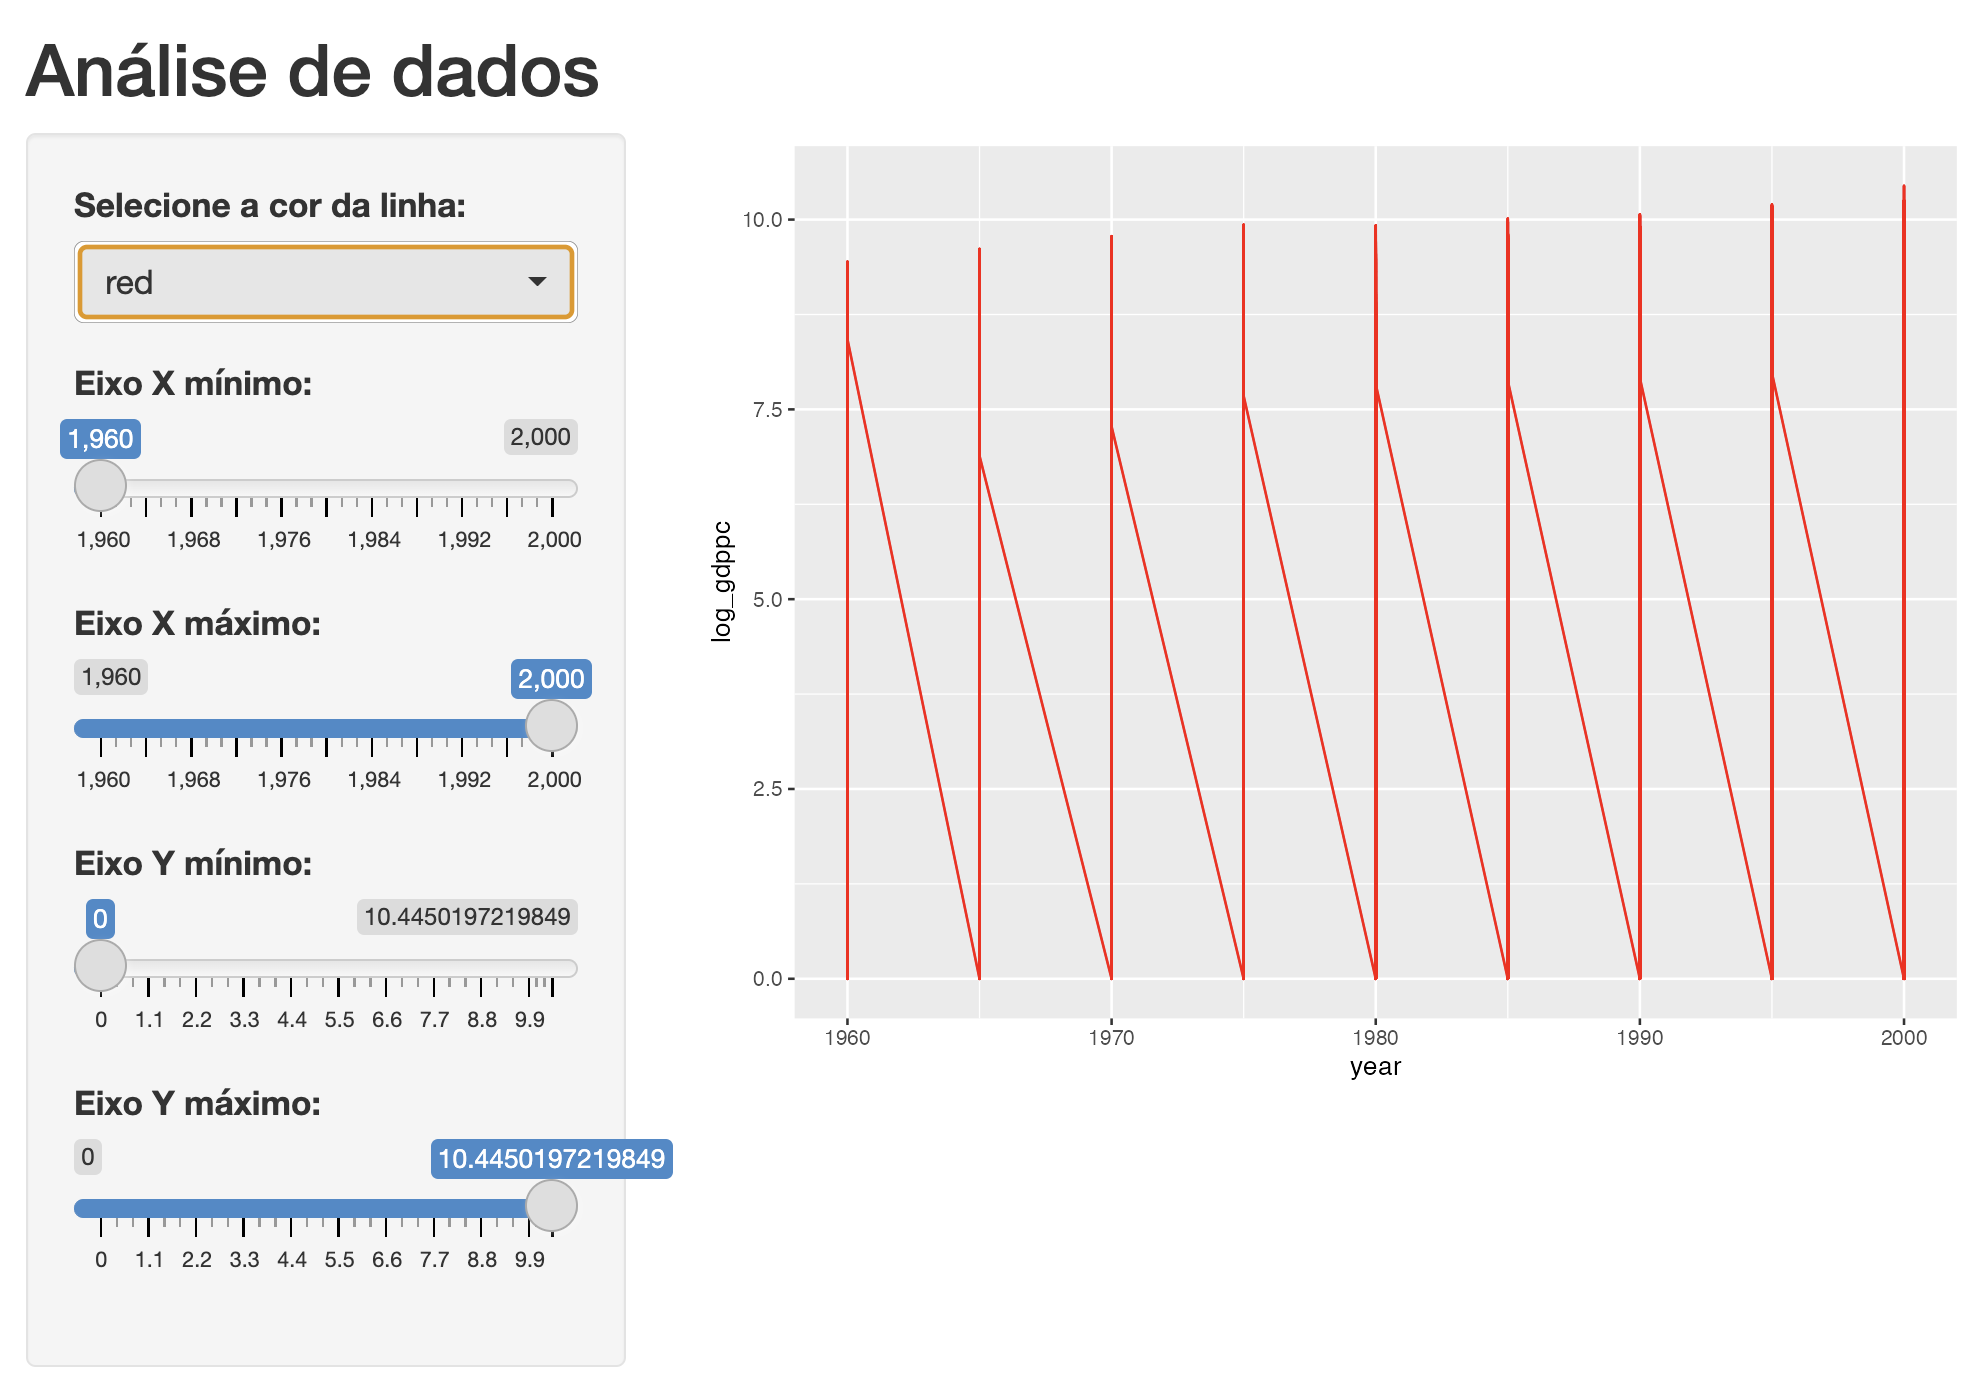 Análise de dados
Selecione a cor da linha:
red
Eixo X mínimo:
1,960 2,000
1,960 1,968 1,976 1,984 1,992 2,000
Eixo X máximo:
1,960 2,000
1,960 1,968 1,976 1,984 1,992 2,000
Eixo Y mínimo:
0 10.4450197219849
0 1.1 2.2 3.3 4.4 5.5 6.6 7.7 8.8 9.9
Eixo Y máximo:
0 10.4450197219849
0 1.1 2.2 3.3 4.4 5.5 6.6 7.7 8.8 9.9
log_gdppc
10.0
7.5
5.0
2.5
0.0
1960 1970 1980 1990 2000
year